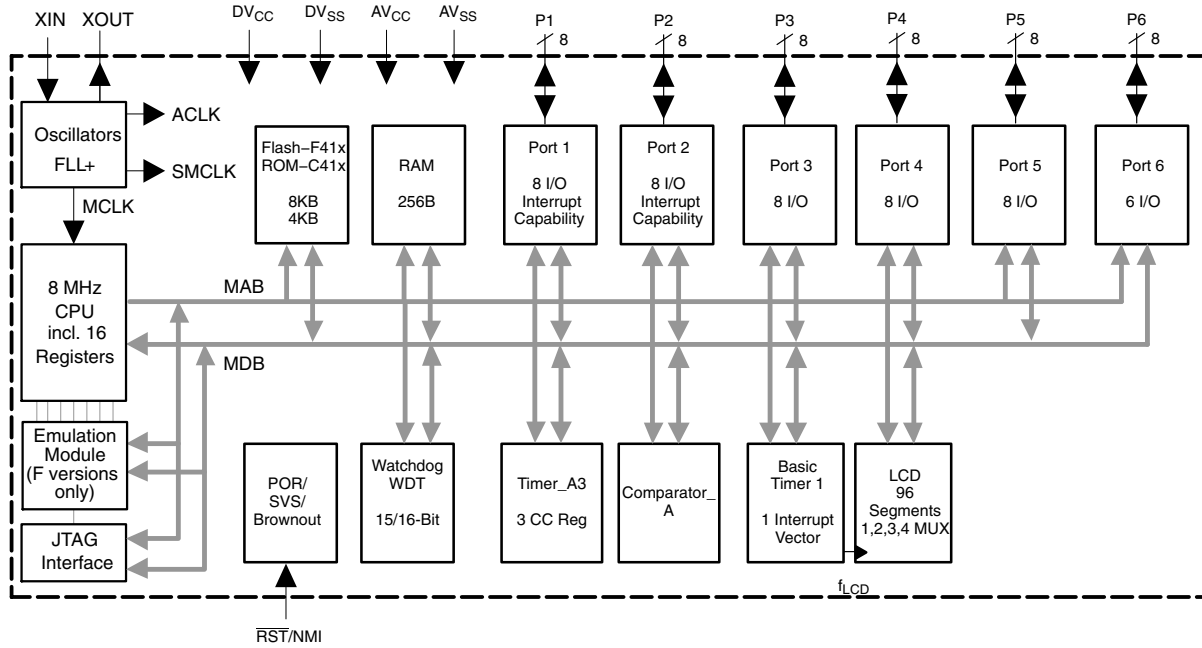 XIN XOUT DVCC DVSS AVCC AVSS P1 P2 P3 P4 P5 P6
8 8 8 8 8 8
Oscillators
FLL+
ACLK
SMCLK
MCLK
Flash−F41x
ROM−C41x
8KB
4KB
RAM
256B
Port 1
8 I/O
Interrupt
Capability
Port 2
8 I/O
Interrupt
Capability
Port 3
8 I/O
Port 4
8 I/O
Port 5
8 I/O
Port 6
6 I/O
8 MHz
CPU
incl. 16
Registers
MAB
MDB
Emulation
Module
(F versions
only)
JTAG
Interface
POR/
SVS/
Brownout
Watchdog
WDT
15/16-Bit
Timer_A3
3 CC Reg
Comparator_
A
Basic
Timer 1
1 Interrupt
Vector
LCD
96
Segments
1,2,3,4 MUX
fLCD
RST/NMI